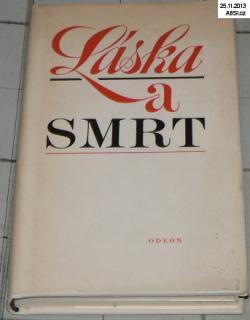 25.11.2013
ABSI.cz
Láska
a
SMRT
ODEON